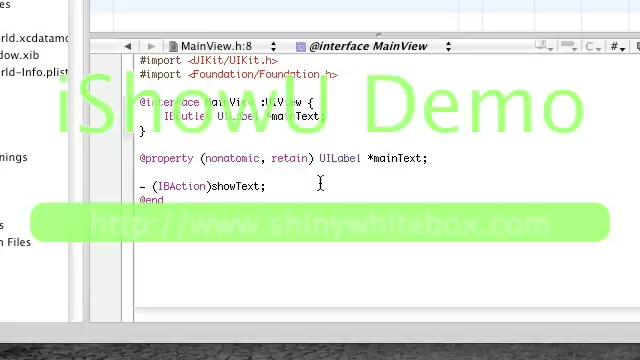 les
rld.xcdatam
MainView.h:8
C @interface MainView
C
#
dow.xib
rld-Info.plist
#import <UIKit/UIKit.h>
#import <Foundation/Foundation.h>
iShowU Demo
@interface MainView :UIView {
IBOutlet UILabel *mainText;
}
nings
@property (nonatomic, retain) UILabel *mainText;
- (IBAction)showText;
@end
s
http://www.shinywhitebox.com
n Files